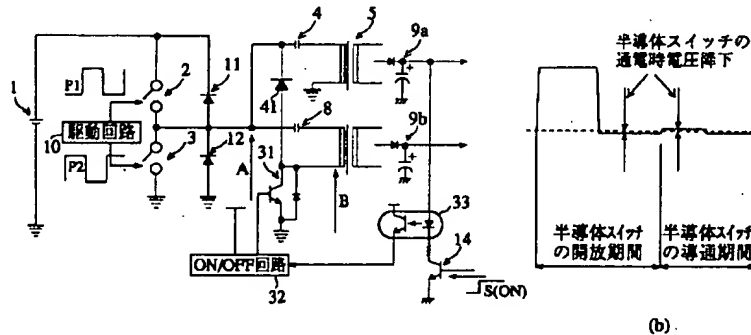 1
P1
2
11
4
5
9a
41
8
駆動回路
10
3
12
P2
A
31
B
9b
33
14
ON/OFF回路
32
S(ON)
半導体スイッチの
通電時電圧降下
半導体スイッチ
の開放期間
半導体スイッチ
の導通期間
(b)